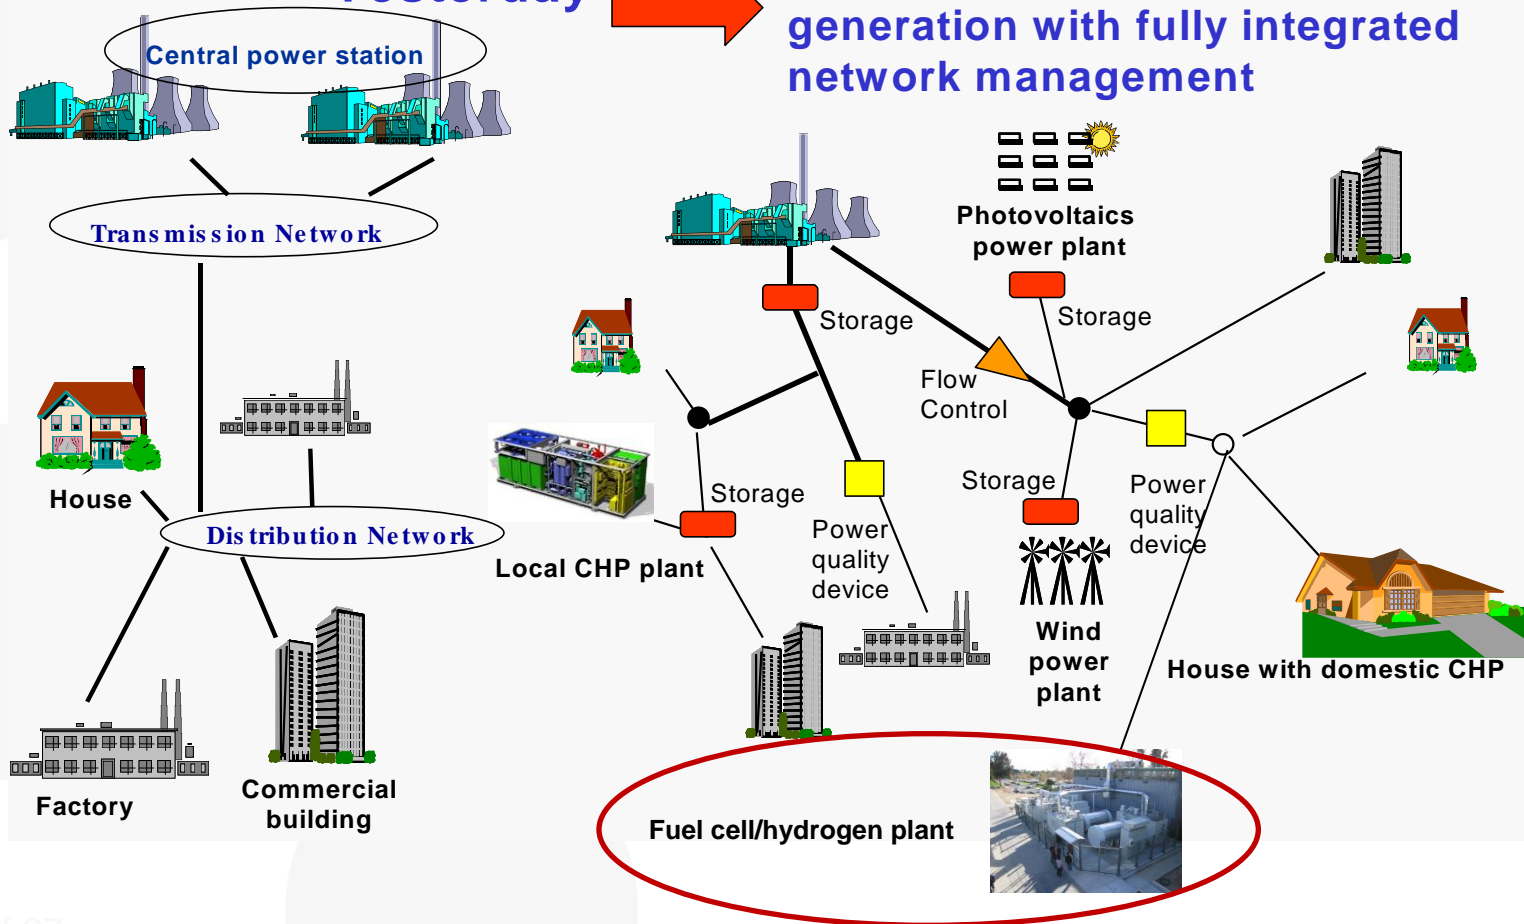 Yesterday
generation with fully integrated
network management
Central power station
Transmission Network
House
Distribution Network
Factory
Commercial
building
Storage
Local CHP plant
Storage
Power
quality
device
Photovoltaics
power plant
Storage
Flow
Control
Storage
Power
quality
device
Wind
power
plant
House with domestic CHP
Fuel cell/hydrogen plant